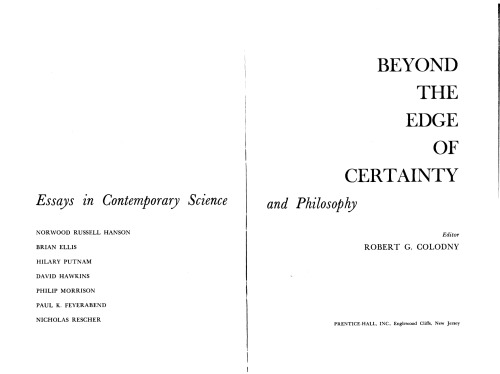 BEYOND
THE
EDGE
OF
CERTAINTY
Essays in Contemporary Science and Philosophy
NORWOOD RUSSELL HANSON
BRIAN ELLIS
HILARY PUTNAM
DAVID HAWKINS
PHILIP MORRISON
PAUL K. FEYERABEND
NICHOLAS RESCHER
Editor
ROBERT G. COLODNY
PRENTICE-HALL, INC. Englewood Cliffs, New Jersey